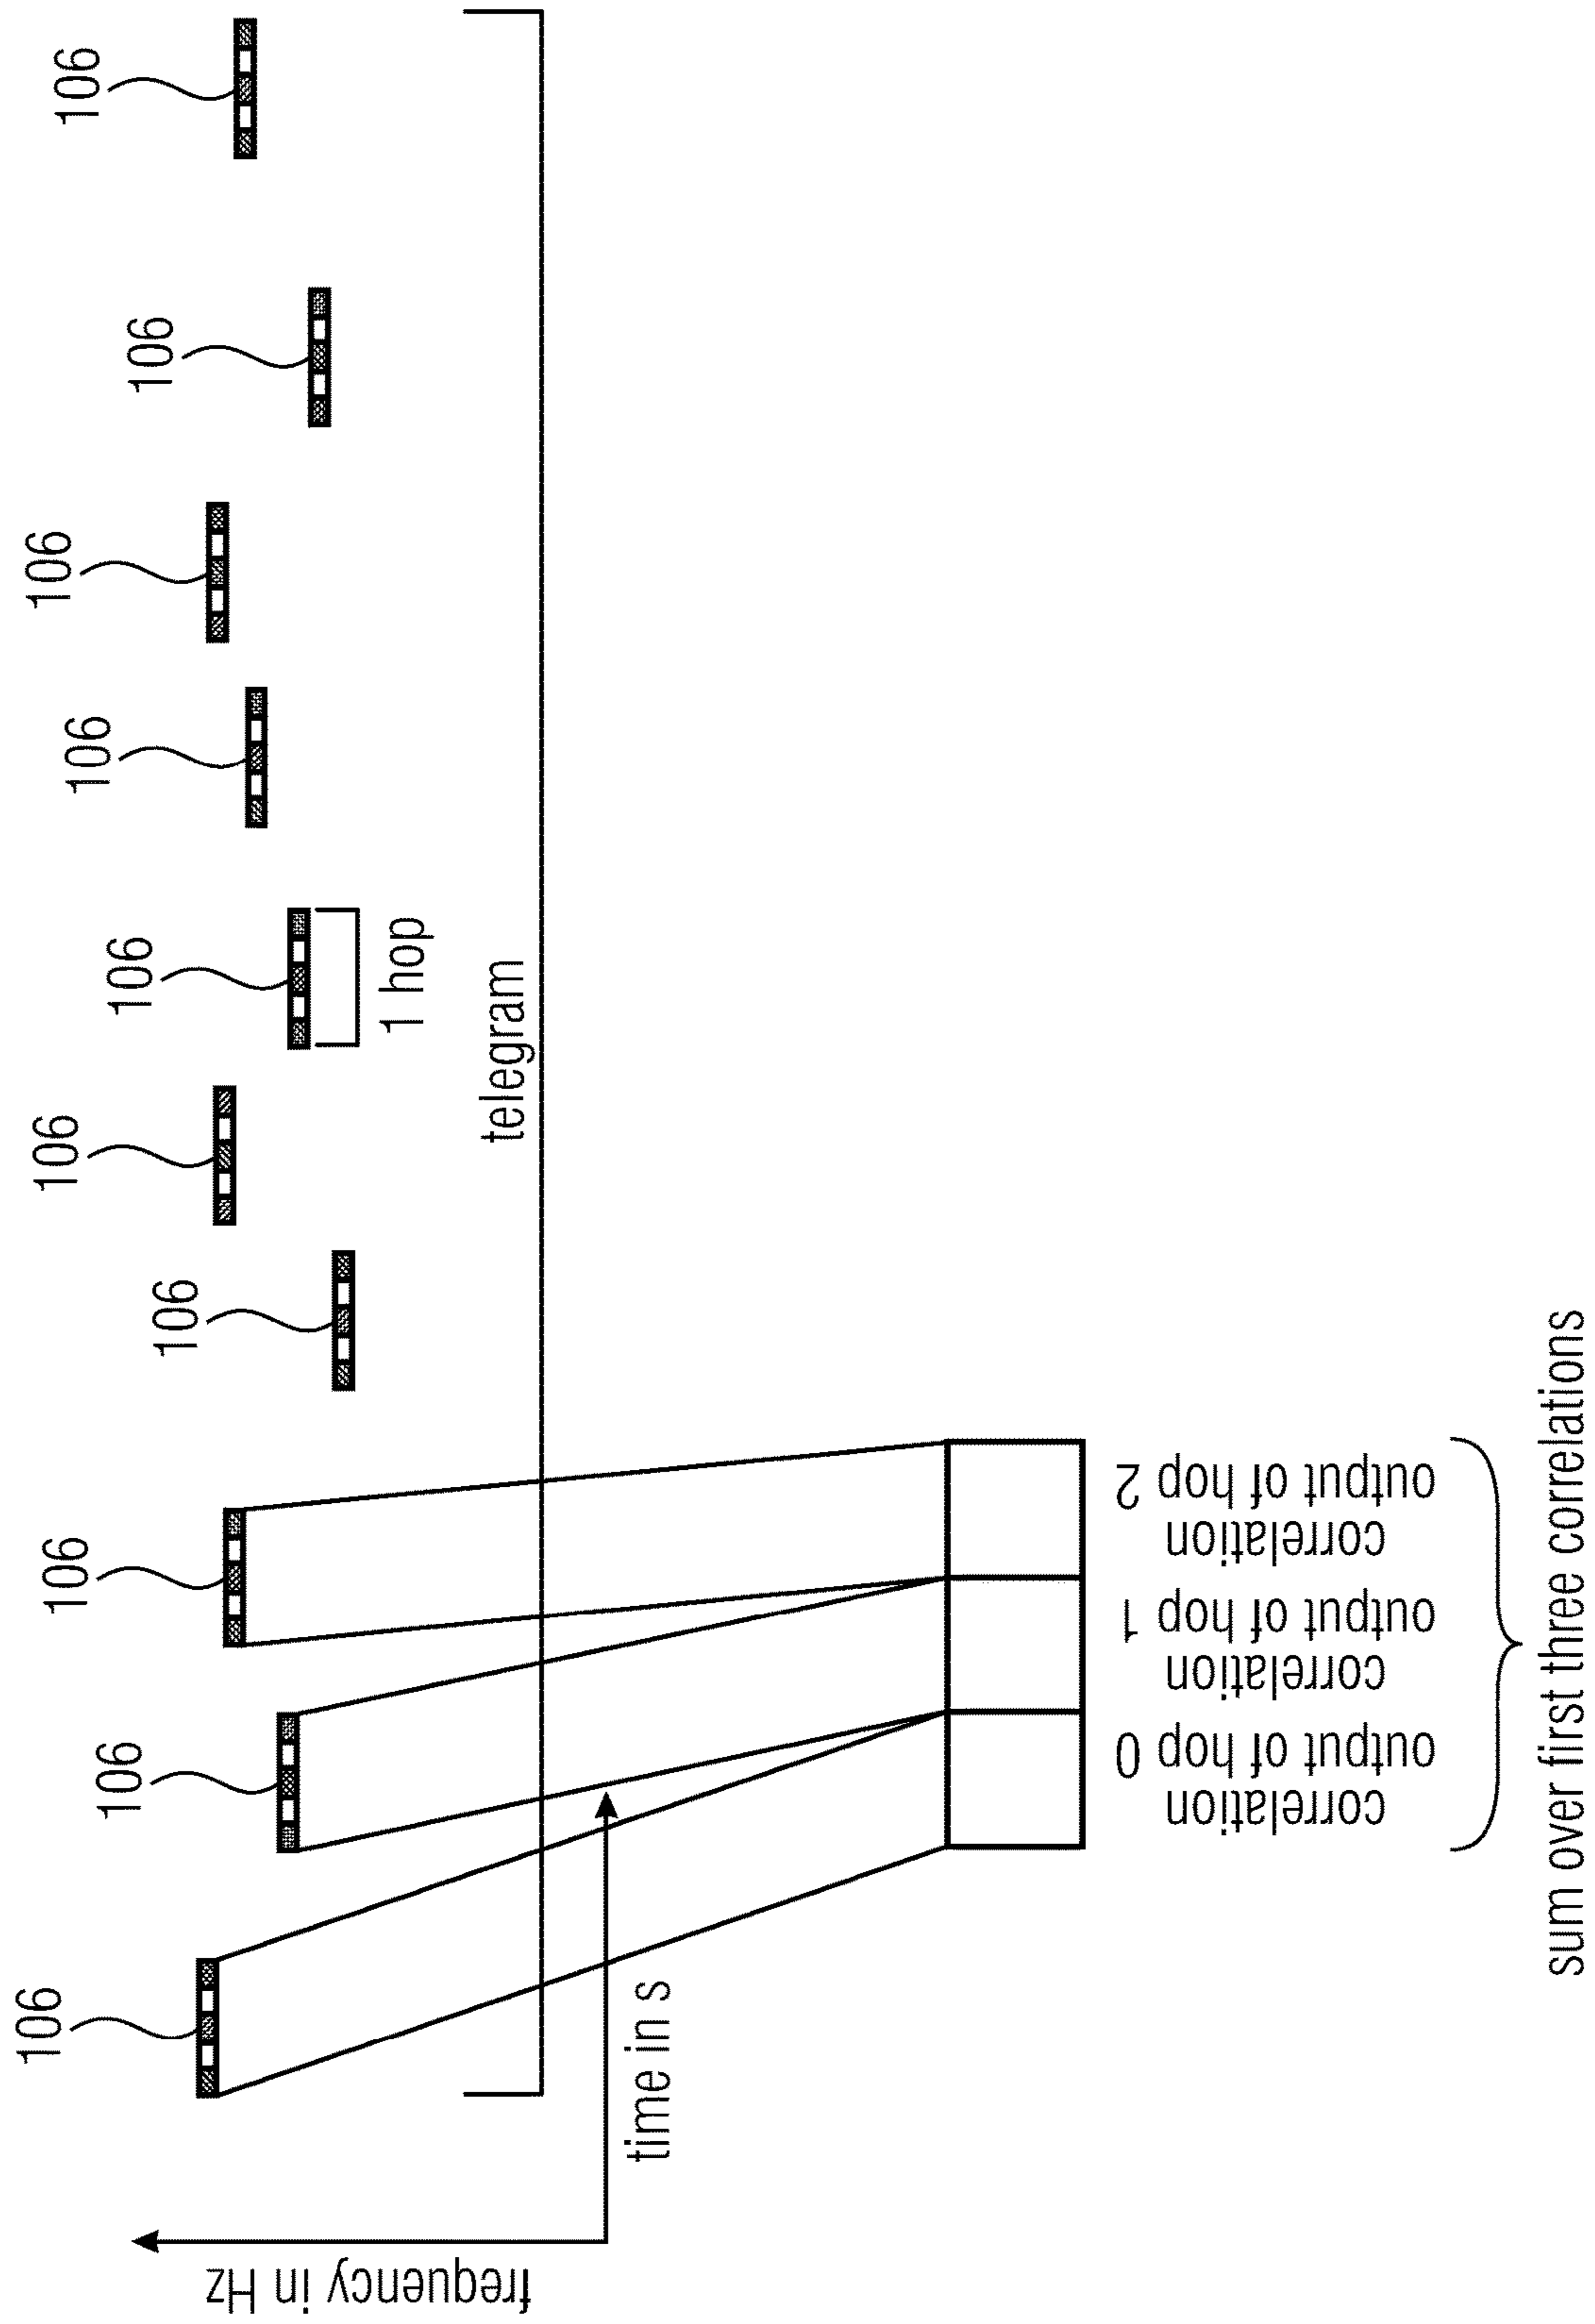 106
106
106
106
106
106
106
106
106
106
1 hop
telegram
frequency in Hz
time in s
correlation
output of hop 0
correlation
output of hop 1
correlation
output of hop 2
sum over first three correlations